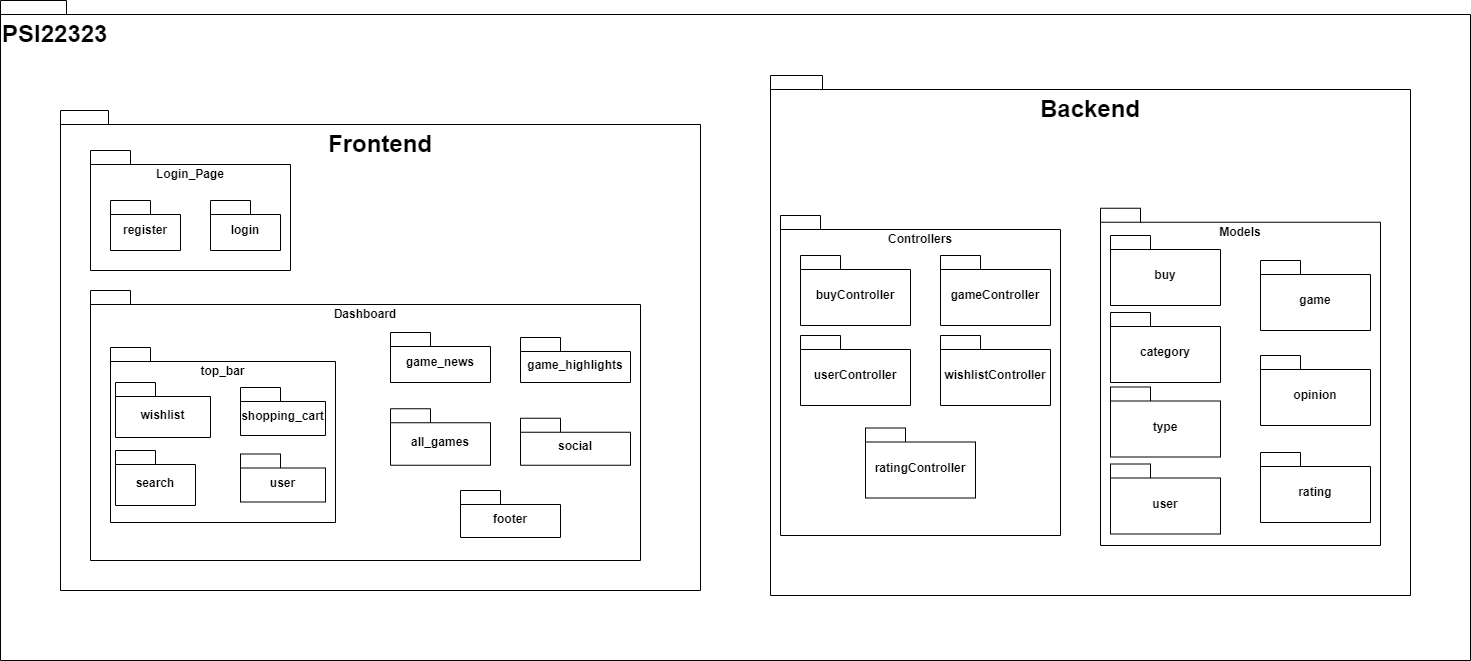 PSI22323
Frontend
Login_Page
register
login
Dashboard
top_bar
wishlist
shopping_cart
search
user
game_news
game_highlights
all_games
social
footer
Backend
Controllers
buyController
gameController
userController
wishlistController
ratingController
Models
buy
game
category
opinion
type
rating
user